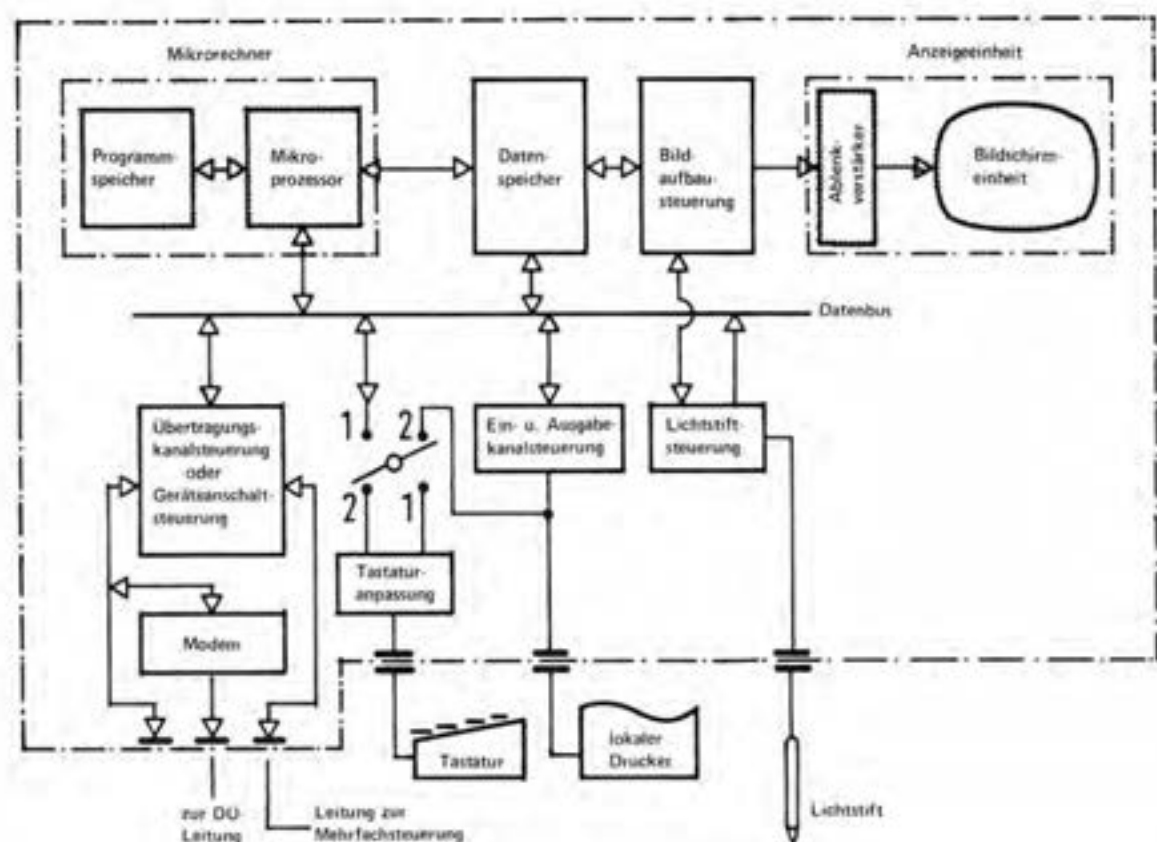 Mikrorechner
Anzeigeeinheit
Programm-
speicher
Mikro-
prozessor
Daten-
speicher
Bild-
aufbau-
steuerung
Ablenk-
verstärker
Bildschirm-
einheit
Datenbus
Übertragungs-
kanalsteuerung
oder
Geräteanschalt-
steuerung
1
2
2
1
Ein- u. Ausgabe-
kanalsteuerung
Lichtstift-
steuerung
Tastatur-
anpassung
Modem
Tastatur
lokaler
Drucker
Lichtstift
zur DÜ-
Leitung
Leitung zur
Mehrfachsteuerung